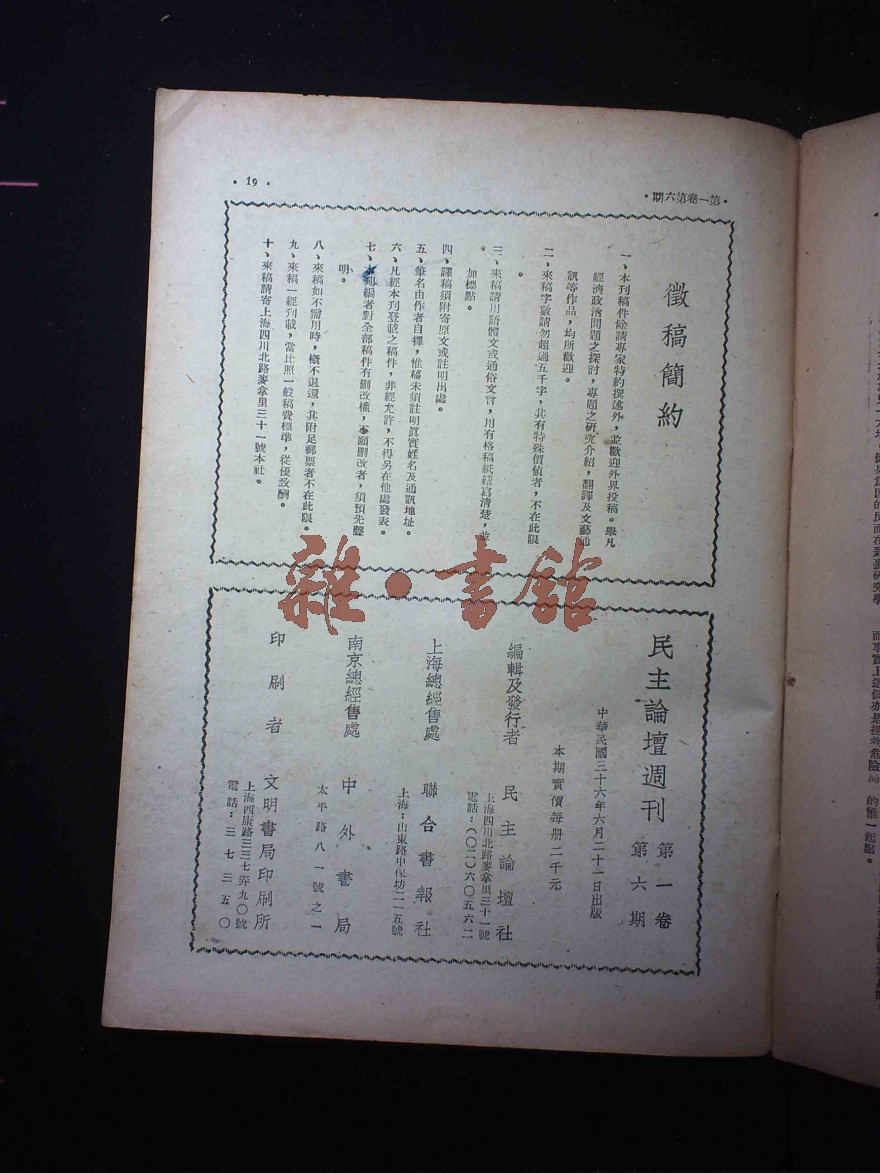 第一卷第六期
19
徵稿簡約
一、本刊稿件除請專家特約撰述外，並歡迎外界投稿。舉凡
經濟政治問題之探討，專題之研究介紹，翻譯及文藝通
訊等作品，均所歡迎。
二、來稿字數請勿超過五千字，其有特殊價值者，不在此限
。
三、來稿請用語體文或通俗文言，用有格稿紙繕寫清楚，並
加標點。
四、譯稿須附寄原文或註明出處。
五、筆名由作者自擇，惟稿末須註明真實姓名及通訊地址。
六、凡經本刊登載之稿件，非經允許，不得另在他處發表。
七、本刊編者對全部稿件有刪改權，不願刪改者，須預先聲
明。
八、來稿如不需用時，概不退還，其附足郵票者不在此限。
九、來稿一經刊載，當比照一般稿費標準，從優致酬。
十、來稿請寄上海四川北路麥拿里三十一號本社。
民主論壇週刊
第一卷
第六期
中華民國三十六年六月二十一日出版
本期實價每册二千元
編輯及發行者 民主論壇社
上海四川北路麥拿里三十一號
電話：（〇二）六〇五六二
上海總經售處 聯合書報社
上海：山東路中保坊二一五號
南京總經售處 中外書局
太平路八一號之一
印刷者 文明書局印刷所
上海西康路三三七弄九〇號
電話：三七三五〇
雜·書館
而事實上這個亦是挽救危險局
的惟一起點。